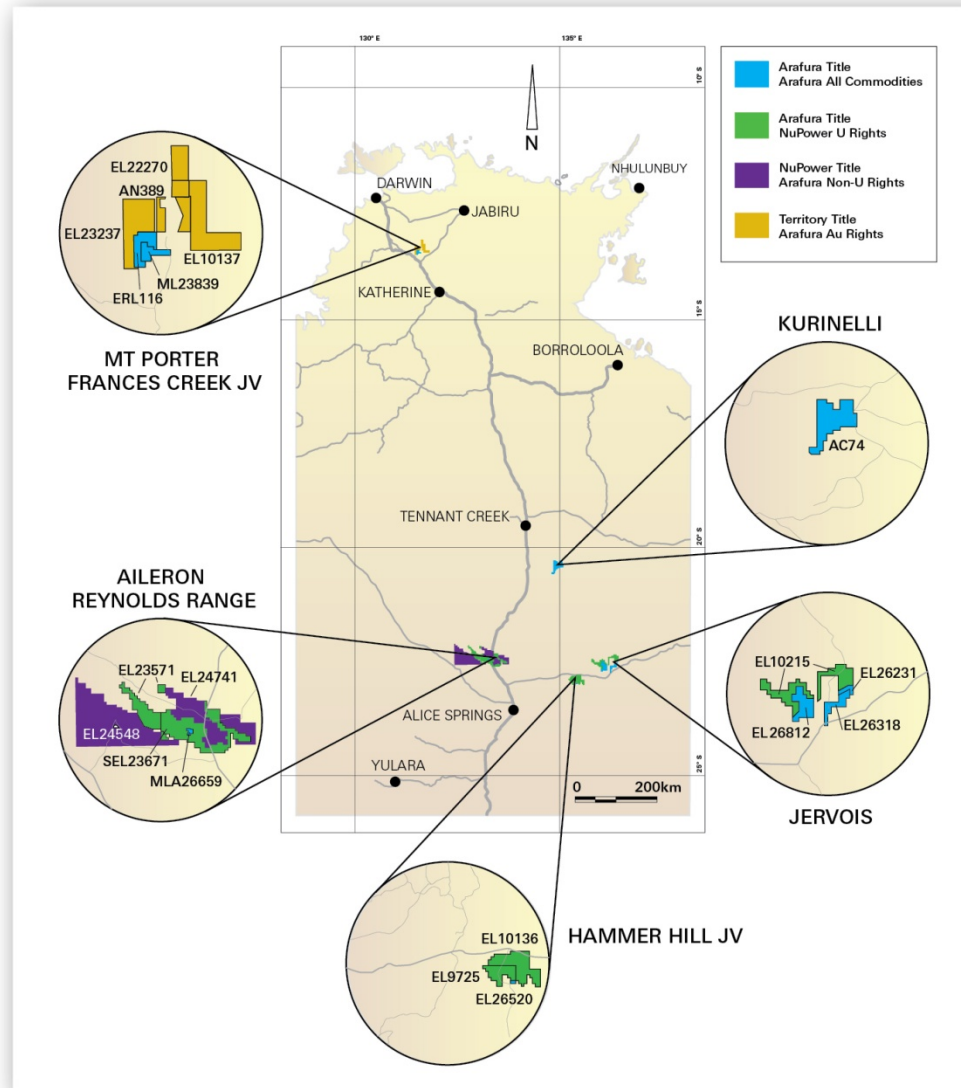 130° E
135° E
10° S
15° S
20° S
25° S
N
Arafura Title
Arafura All Commodities
Arafura Title
NuPower U Rights
NuPower Title
Arafura Non-U Rights
Territory Title
Arafura Au Rights
DARWIN
JABIRU
NHULUNBUY
KATHERINE
BORROLOOLA
TENNANT CREEK
ALICE SPRINGS
YULARA
0 200km
EL22270
AN389
EL23237
EL10137
ML23839
ERL116
MT PORTER
FRANCES CREEK JV
KURINELLI
AC74
AILERON
REYNOLDS RANGE
EL23571
EL24741
EL24548
SEL23671
MLA26659
EL10215
EL26231
EL26812
EL26318
JERVOIS
HAMMER HILL JV
EL10136
EL9725
EL26520